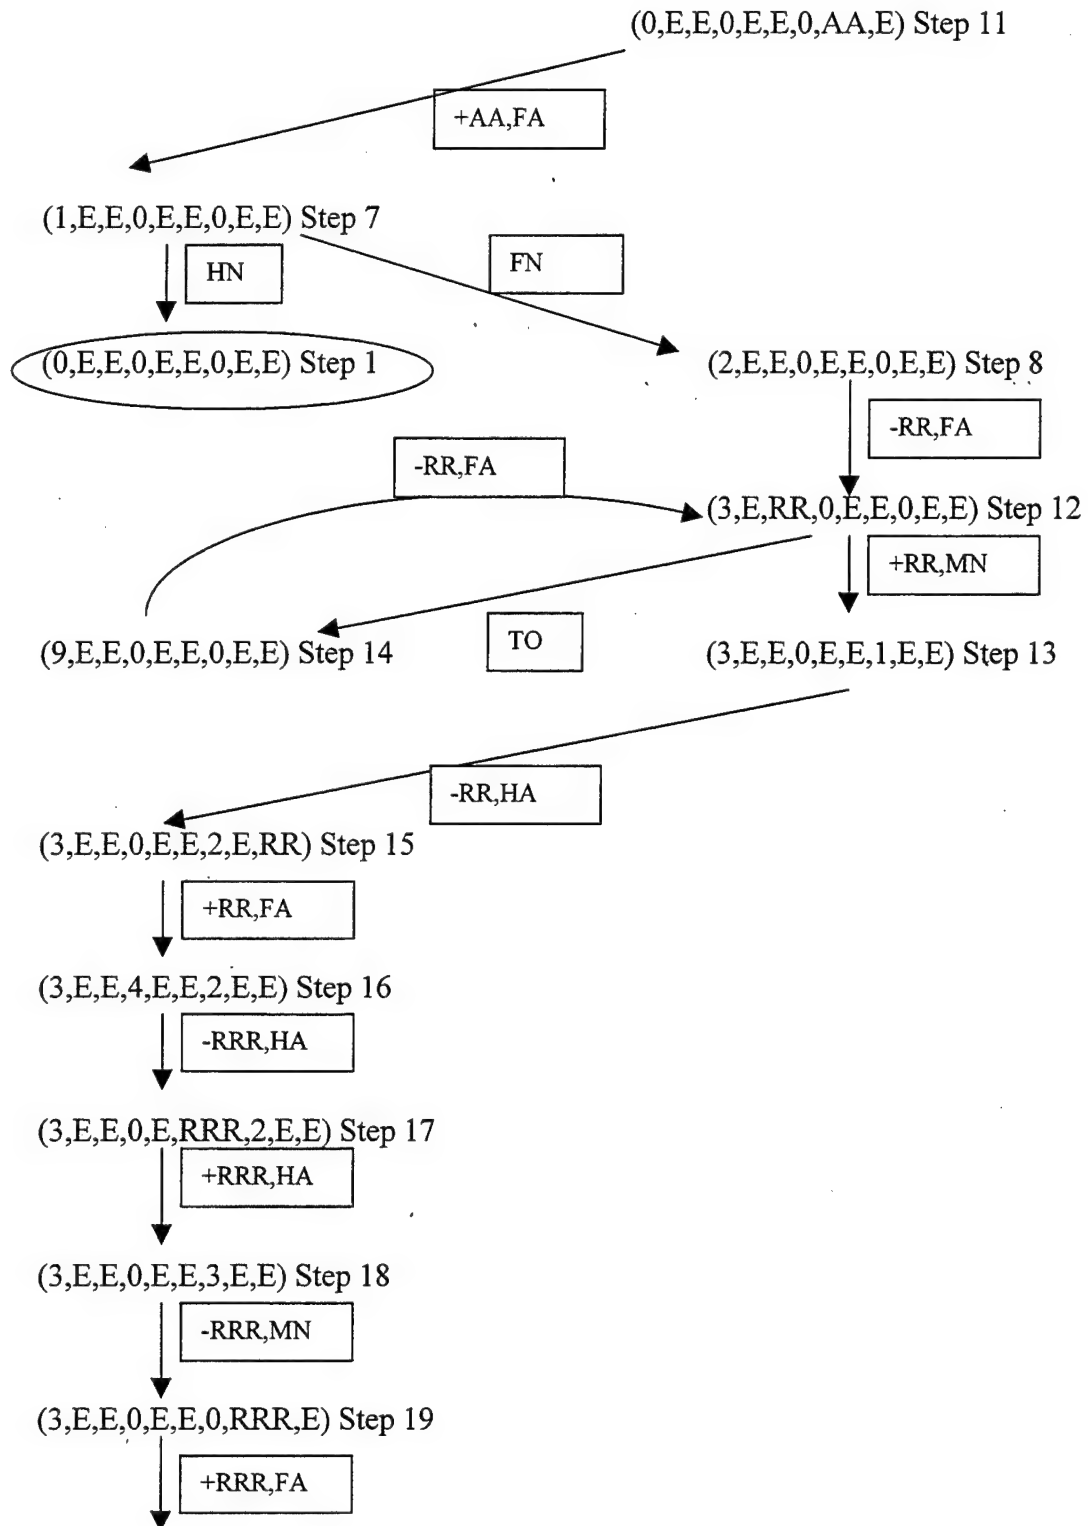 (0,E,E,0,E,E,0,AA,E) Step 11
+AA,FA
(1,E,E,0,E,E,0,E,E) Step 7
HN
FN
(0,E,E,0,E,E,0,E,E) Step 1
(2,E,E,0,E,E,0,E,E) Step 8
-RR,FA
-RR,FA
(3,E,RR,0,E,E,0,E,E) Step 12
+RR,MN
TO
(9,E,E,0,E,E,0,E,E) Step 14
(3,E,E,0,E,E,1,E,E) Step 13
-RR,HA
(3,E,E,0,E,E,2,E,RR) Step 15
+RR,FA
(3,E,E,4,E,E,2,E,E) Step 16
-RRR,HA
(3,E,E,0,E,RRR,2,E,E) Step 17
+RRR,HA
(3,E,E,0,E,E,3,E,E) Step 18
-RRR,MN
(3,E,E,0,E,E,0,RRR,E) Step 19
+RRR,FA